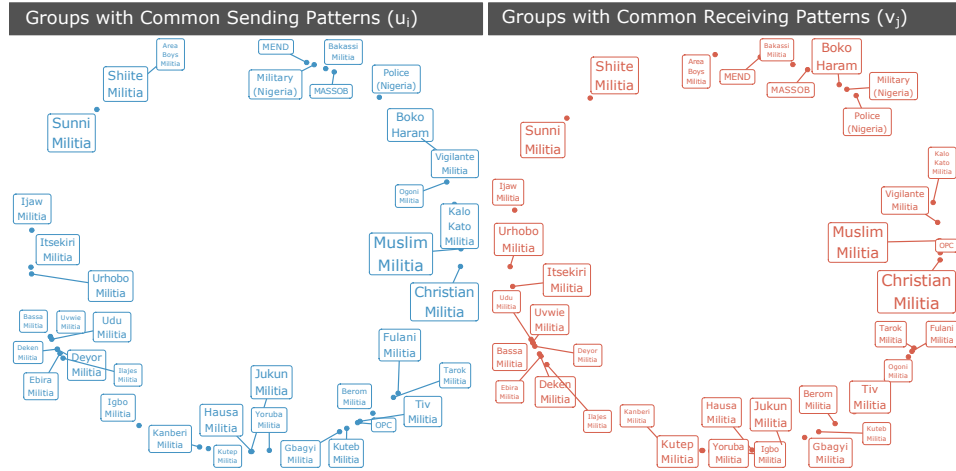 Groups with Common Sending Patterns (ui)
Area
Boys
Militia
Shiite
Militia
Sunni
Militia
MEND
Bakassi
Militia
Military
(Nigeria)
MASSOB
Police
(Nigeria)
Boko
Haram
Vigilante
Militia
Ogoni
Militia
Kalo
Kato
Militia
Muslim
Militia
Christian
Militia
Ijaw
Militia
Itsekiri
Militia
Urhobo
Militia
Bassa
Militia
Uvwie
Militia
Udu
Militia
Deken
Militia
Deyor
Militia
Ebira
Militia
Ilajes
Militia
Igbo
Militia
Kanberi
Militia
Hausa
Militia
Kutep
Militia
Jukun
Militia
Yoruba
Militia
Fulani
Militia
Tarok
Militia
Berom
Militia
Tiv
Militia
OPC
Gbagyi
Militia
Kuteb
Militia
Groups with Common Receiving Patterns (vj)
Shiite
Militia
Sunni
Militia
Area
Boys
Militia
MEND
Bakassi
Militia
MASSOB
Boko
Haram
Military
(Nigeria)
Police
(Nigeria)
Kalo
Kato
Militia
Vigilante
Militia
Muslim
Militia
OPC
Christian
Militia
Ijaw
Militia
Urhobo
Militia
Itsekiri
Militia
Udu
Militia
Uvwie
Militia
Bassa
Militia
Deyor
Militia
Ebira
Militia
Deken
Militia
Ilajes
Militia
Kanberi
Militia
Kutep
Militia
Hausa
Militia
Yoruba
Militia
Jukun
Militia
Igbo
Militia
Tarok
Militia
Fulani
Militia
Ogoni
Militia
Tiv
Militia
Berom
Militia
Kuteb
Militia
Gbagyi
Militia